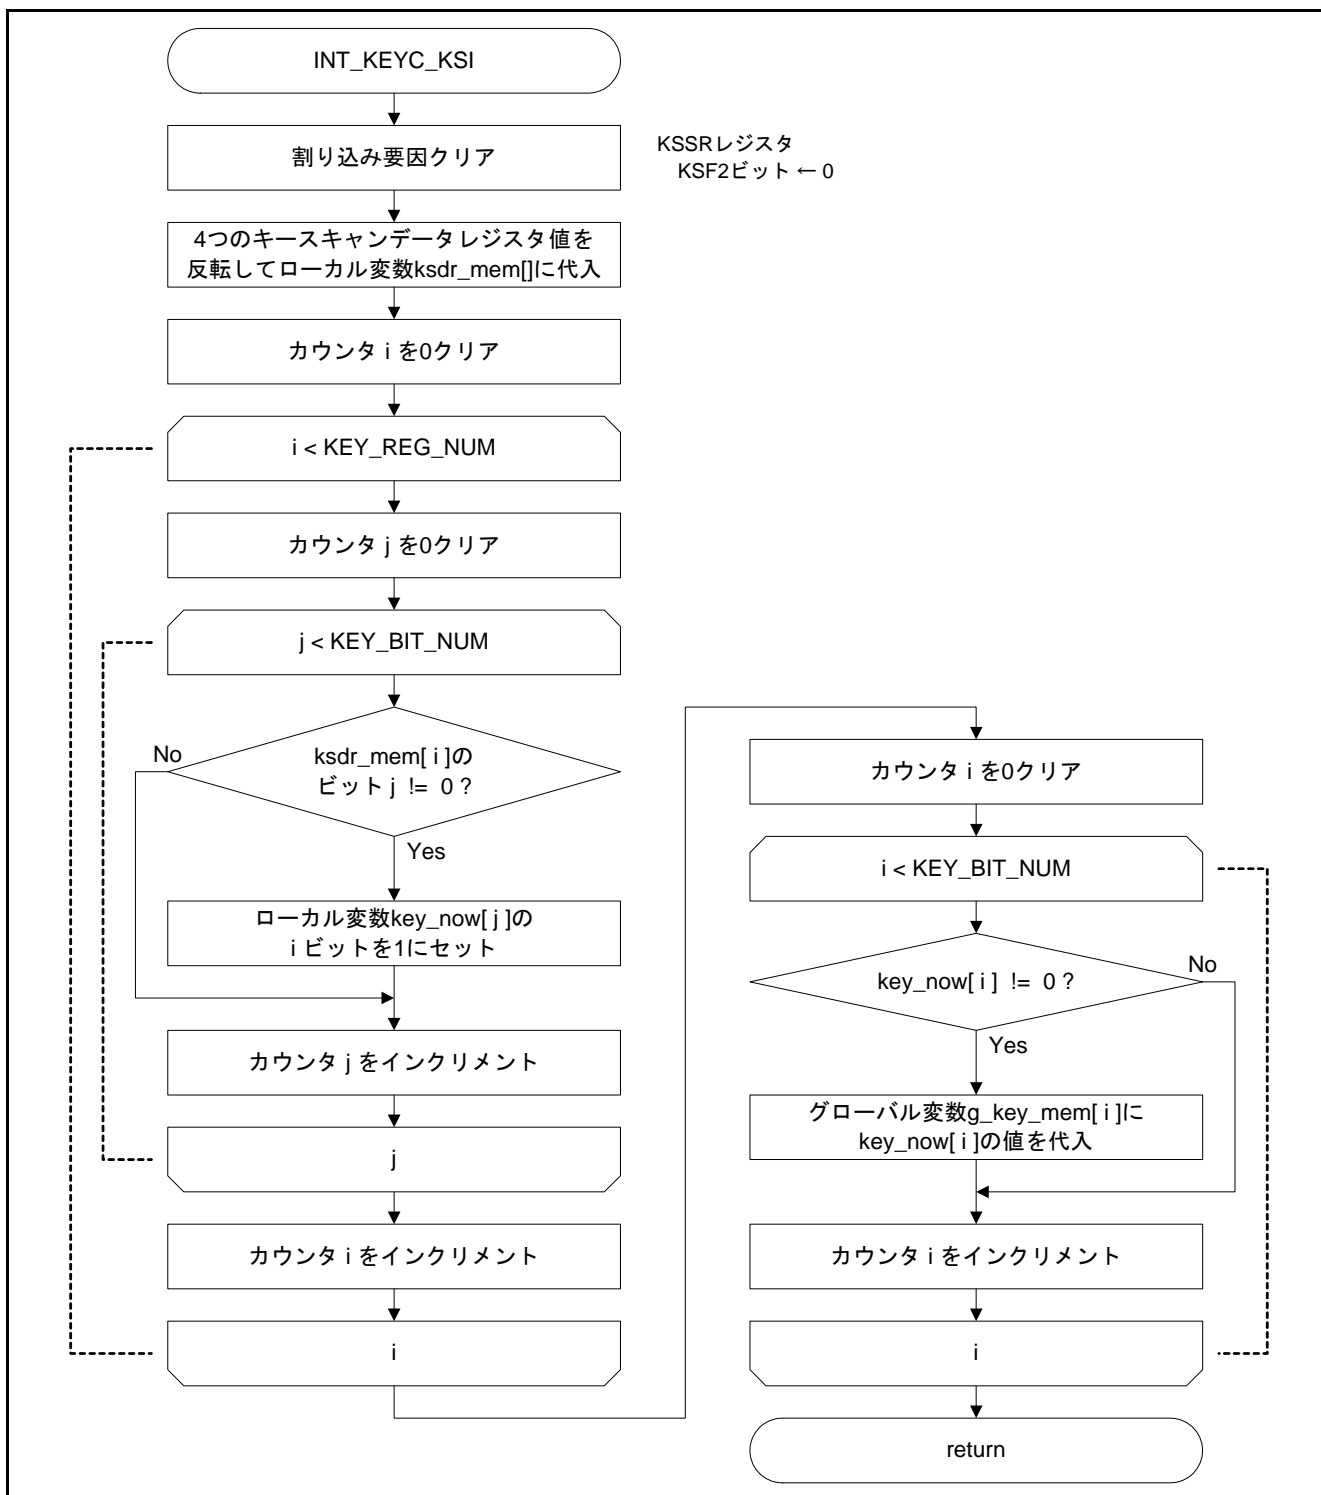 INT_KEYC_KSI
割り込み要因クリア
KSSRレジスタ
KSF2ビット ← 0
4つのキースキャンデータレジスタ値を
反転してローカル変数ksdr_mem[]に代入
カウンタ i を0クリア
i < KEY_REG_NUM
カウンタ j を0クリア
j < KEY_BIT_NUM
No
ksdr_mem[ i ]の
ビット j != 0 ?
Yes
ローカル変数key_now[ j ]の
i ビットを1にセット
カウンタ j をインクリメント
j
カウンタ i をインクリメント
i
カウンタ i を0クリア
i < KEY_BIT_NUM
key_now[ i ] != 0 ?
No
Yes
グローバル変数g_key_mem[ i ]に
key_now[ i ]の値を代入
カウンタ i をインクリメント
i
return